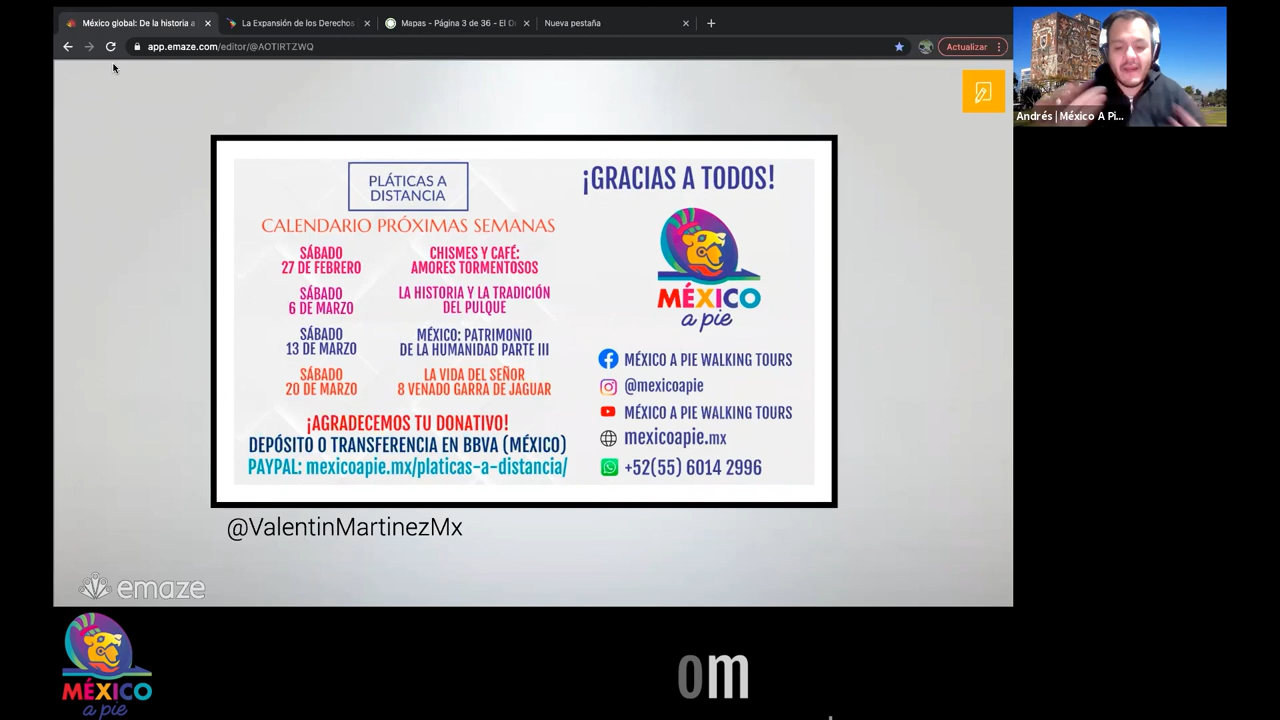 México global: De la historia a
La Expansión de los Derechos
Mapas - Página 3 de 36 - El O
Nueva pestaña
app.emaze.com/editor/@AOTIRTZWQ
Actualizar
Andrés | México A Pi...
PLÁTICAS A
DISTANCIA
CALENDARIO PRÓXIMAS SEMANAS
SÁBADO
27 DE FEBRERO
CHISMES Y CAFÉ:
AMORES TORMENTOSOS
SÁBADO
6 DE MARZO
LA HISTORIA Y LA TRADICIÓN
DEL PULQUE
SÁBADO
13 DE MARZO
MÉXICO: PATRIMONIO
DE LA HUMANIDAD PARTE III
SÁBADO
20 DE MARZO
LA VIDA DEL SEÑOR
8 VENADO GARRA DE JAGUAR
¡AGRADECEMOS TU DONATIVO!
DEPÓSITO O TRANSFERENCIA EN BBVA (MÉXICO)
PAYPAL: mexicoapie.mx/platicas-a-distancia/
¡GRACIAS A TODOS!
MÉXICO
a pie
MÉXICO A PIE WALKING TOURS
@mexicoapie
MÉXICO A PIE WALKING TOURS
mexicoapie.mx
+52(55) 6014 2996
@ValentinMartinezMx
emaze
MÉXICO
a pie
om